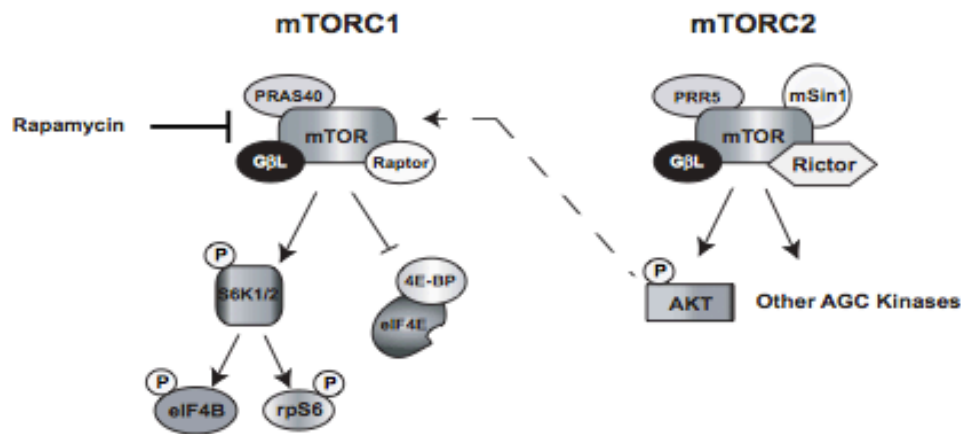 mTORC1
mTORC2
PRAS40
PRR5
mSin1
Rapamycin
mTOR
mTOR
GβL
Raptor
GβL
Rictor
P
S6K1/2
4E-BP
eIF4E
P
AKT
Other AGC Kinases
P
eIF4B
rpS6
P